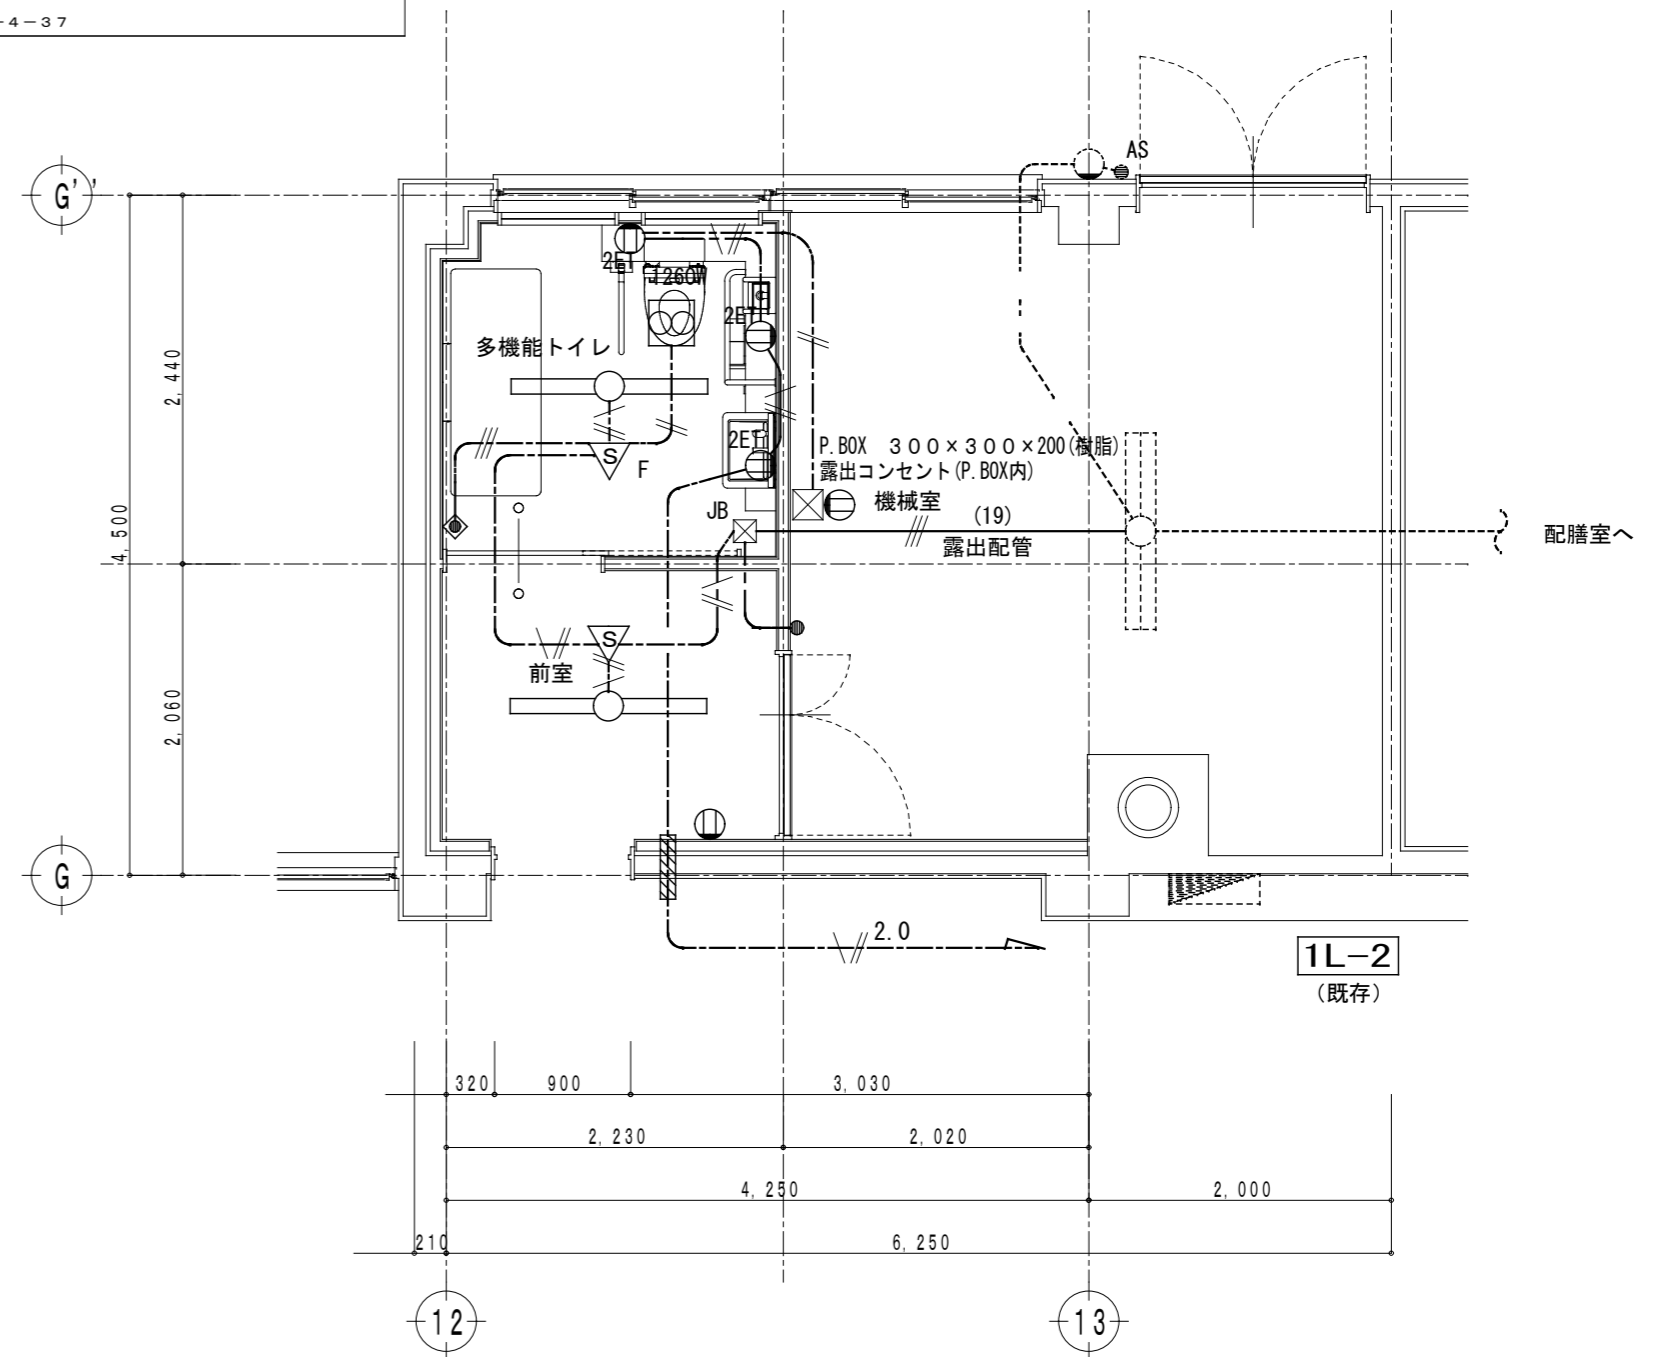 -４－３７
AS
G''
2ET
1260W
2ET
多機能トイレ
2,440
2ET
P.BOX ３００×３００×200(樹脂)
露出コンセント(P.BOX内)
S
F
機械室
JB
(19)
4,500
露出配管
配膳室へ
S
前室
2,060
G
2.0
1L−2
（既存）
320
900
3,030
2,230
2,020
4,250
2,000
210
6,250
12
13